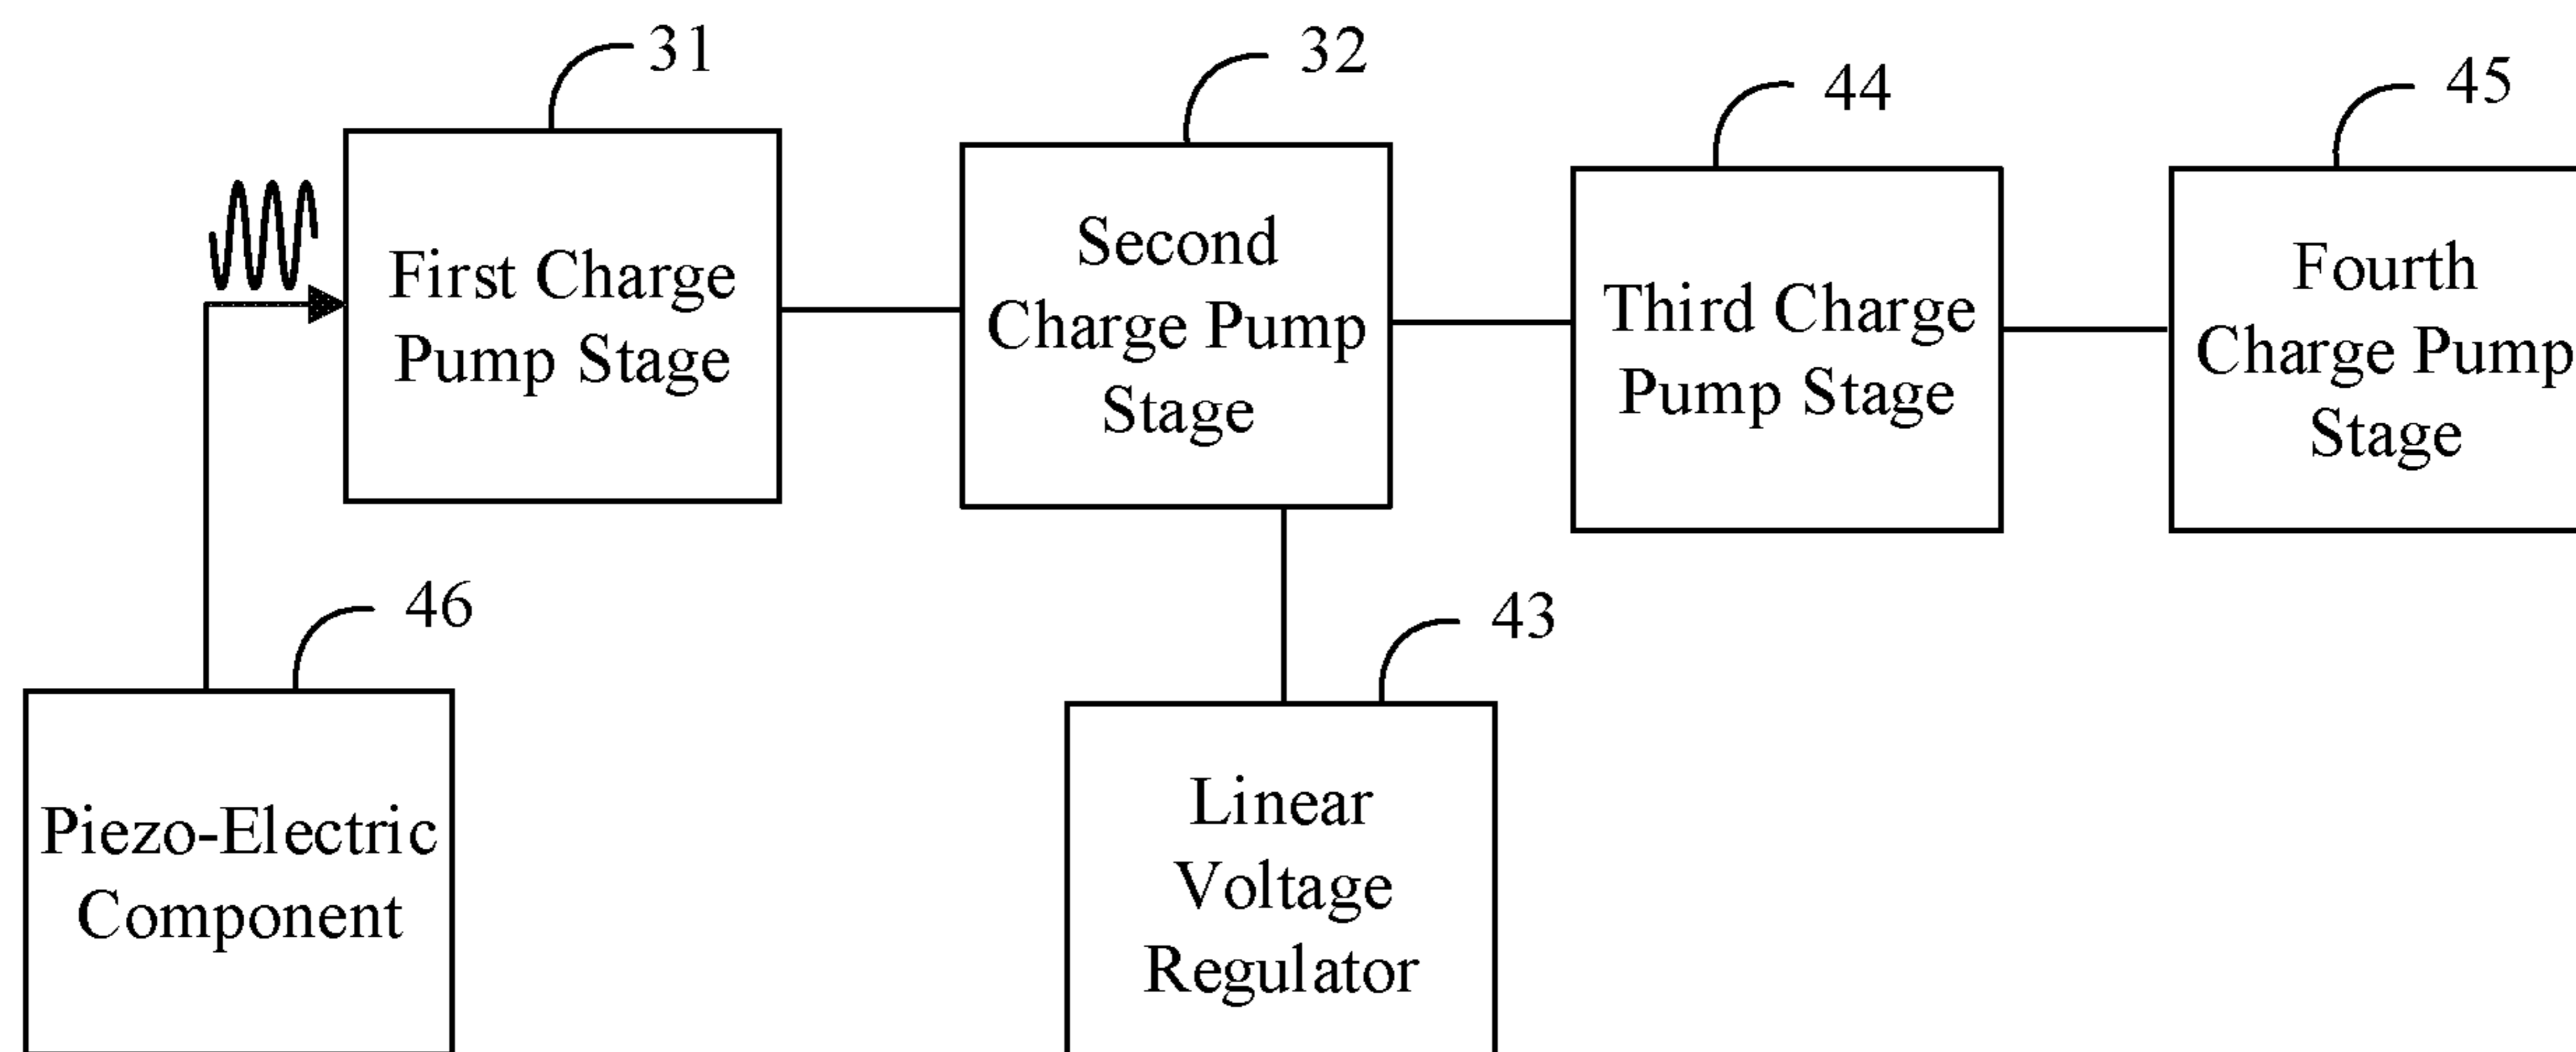 31
32
44
45
First Charge
Pump Stage
Second
Charge Pump
Stage
Third Charge
Pump Stage
Fourth
Charge Pump
Stage
46
43
Piezo-Electric
Component
Linear
Voltage
Regulator